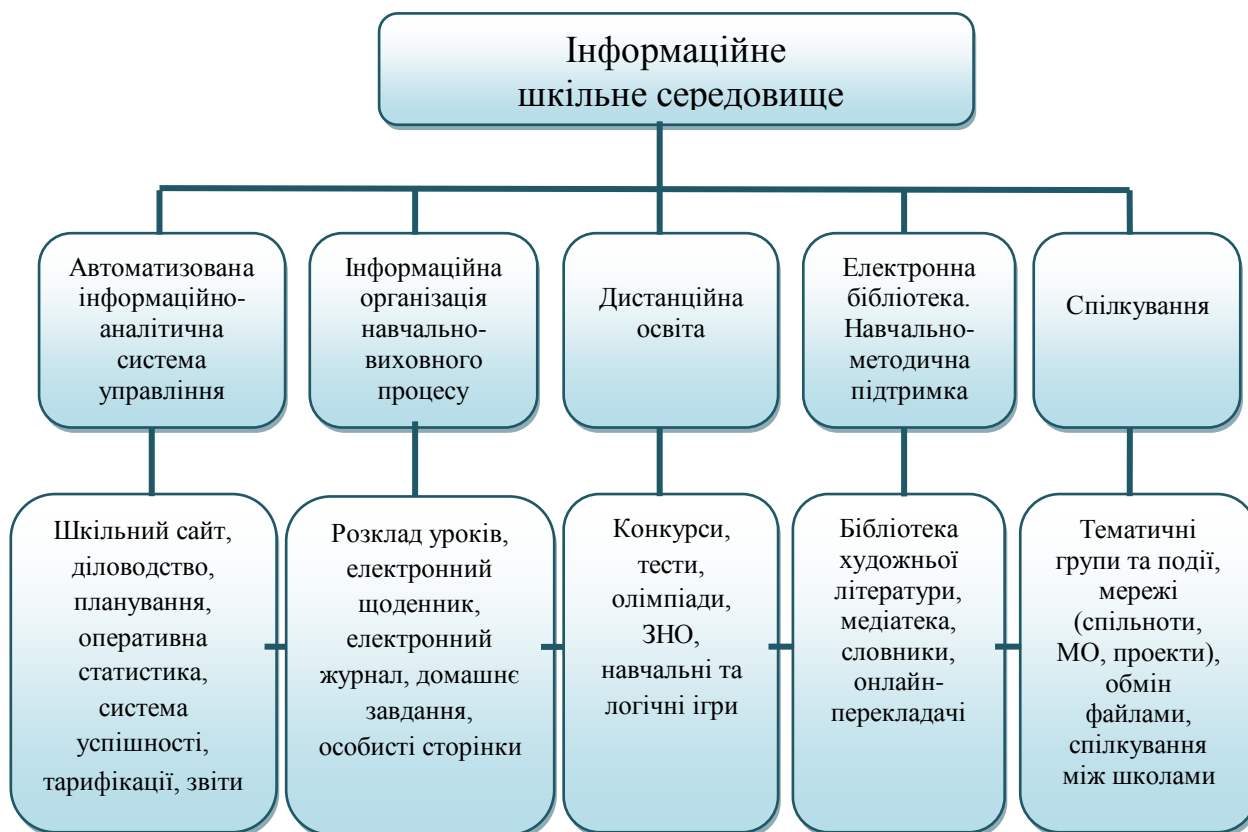 Інформаційне
шкільне середовище
Автоматизована
інформаційно-
аналітична
система
управління
Інформаційна
організація
навчально-
виховного
процесу
Дистанційна
освіта
Електронна
бібліотека.
Навчально-
методична
підтримка
Спілкування
Шкільний сайт,
діловодство,
планування,
оперативна
статистика,
система
успішності,
тарифікації, звіти
Розклад уроків,
електронний
щоденник,
електронний
журнал, домашнє
завдання,
особисті сторінки
Конкурси,
тести,
олімпіади,
ЗНО,
навчальні та
логічні ігри
Бібліотека
художньої
літератури,
медіатека,
словники,
онлайн-
перекладачі
Тематичні
групи та події,
мережі
(спільноти,
МО, проекти),
обмін
файлами,
спілкування
між школами